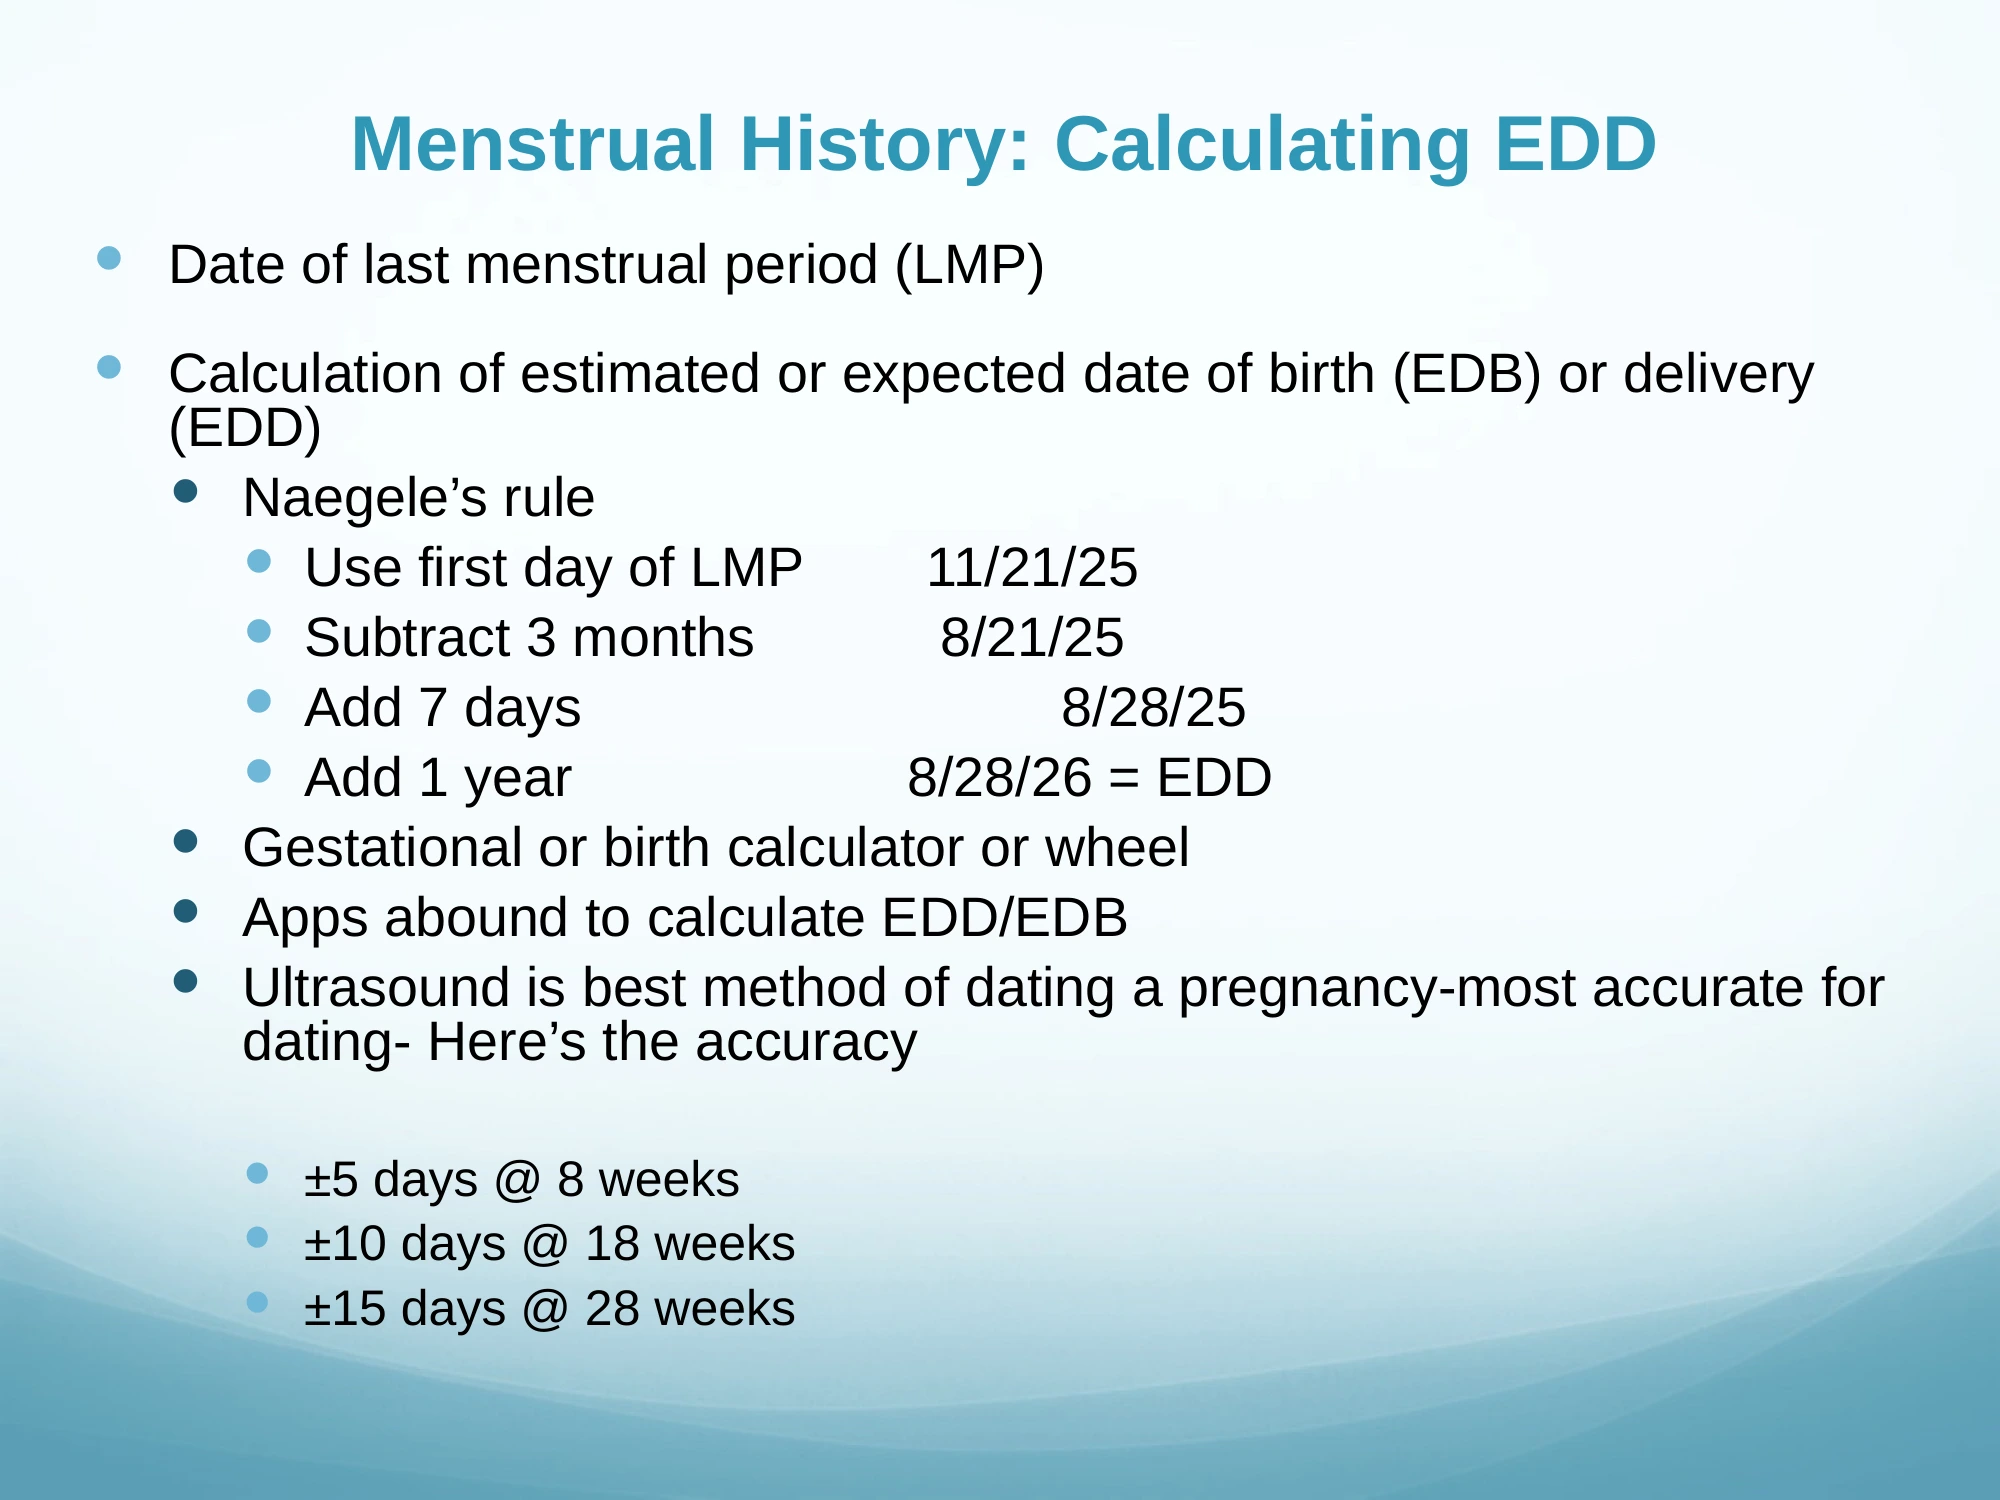 Menstrual History: Calculating EDD
• Date of last menstrual period (LMP)
• Calculation of estimated or expected date of birth (EDB) or delivery
(EDD)
• Naegele’s rule
• Use first day of LMP 11/21/25
• Subtract 3 months 8/21/25
• Add 7 days 8/28/25
• Add 1 year 8/28/26 = EDD
• Gestational or birth calculator or wheel
• Apps abound to calculate EDD/EDB
• Ultrasound is best method of dating a pregnancy-most accurate for
dating- Here’s the accuracy
• ±5 days @ 8 weeks
• ±10 days @ 18 weeks
• ±15 days @ 28 weeks